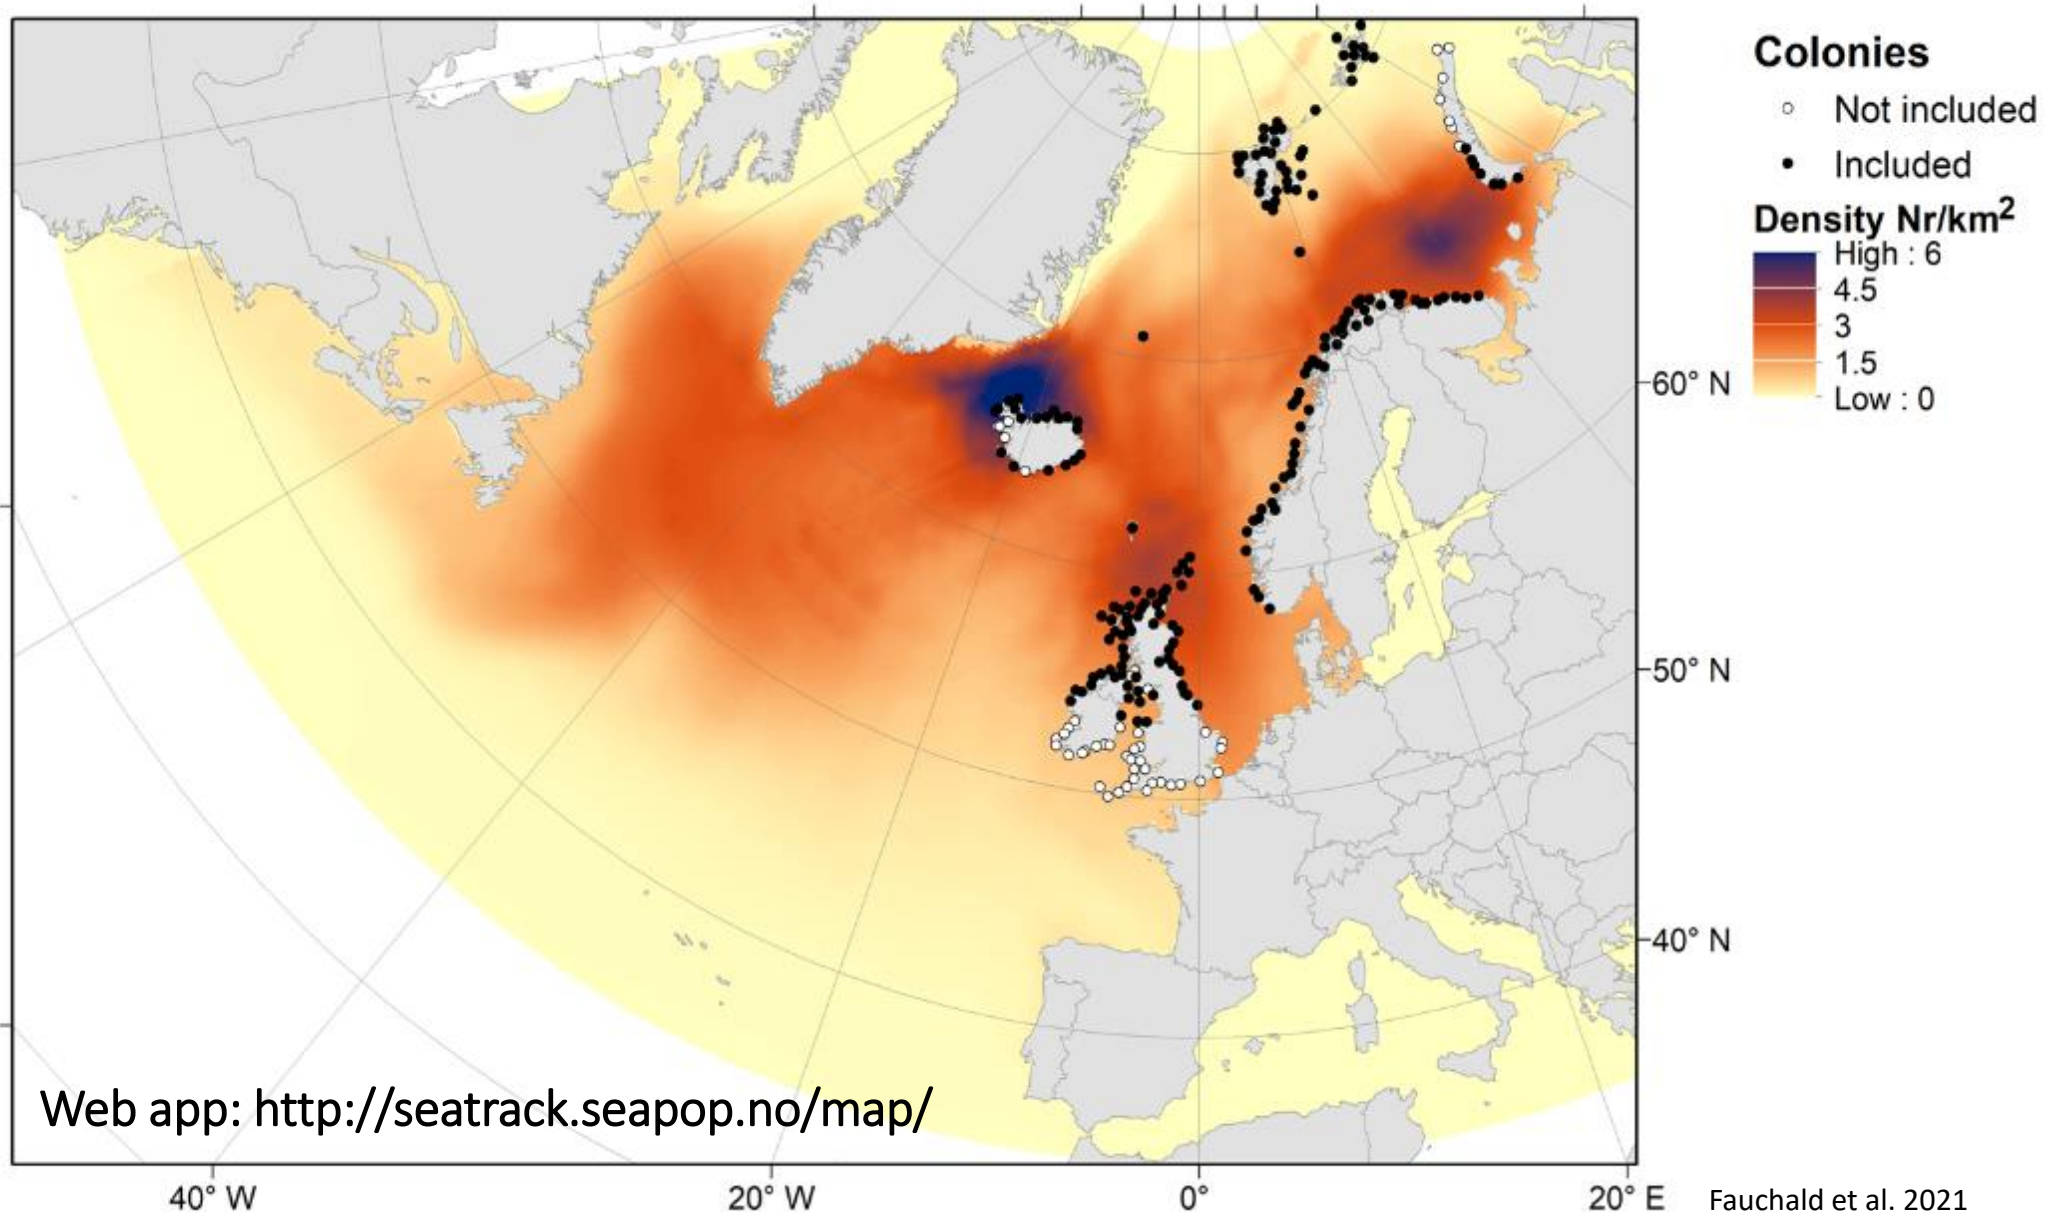 Colonies
Not included
Included
Density Nr/km²
High : 6
4.5
3
1.5
Low : 0
60° N
50° N
40° N
Web app: http://seatrack.seapop.no/map/
40° W
20° W
0°
20° E
Fauchald et al. 2021